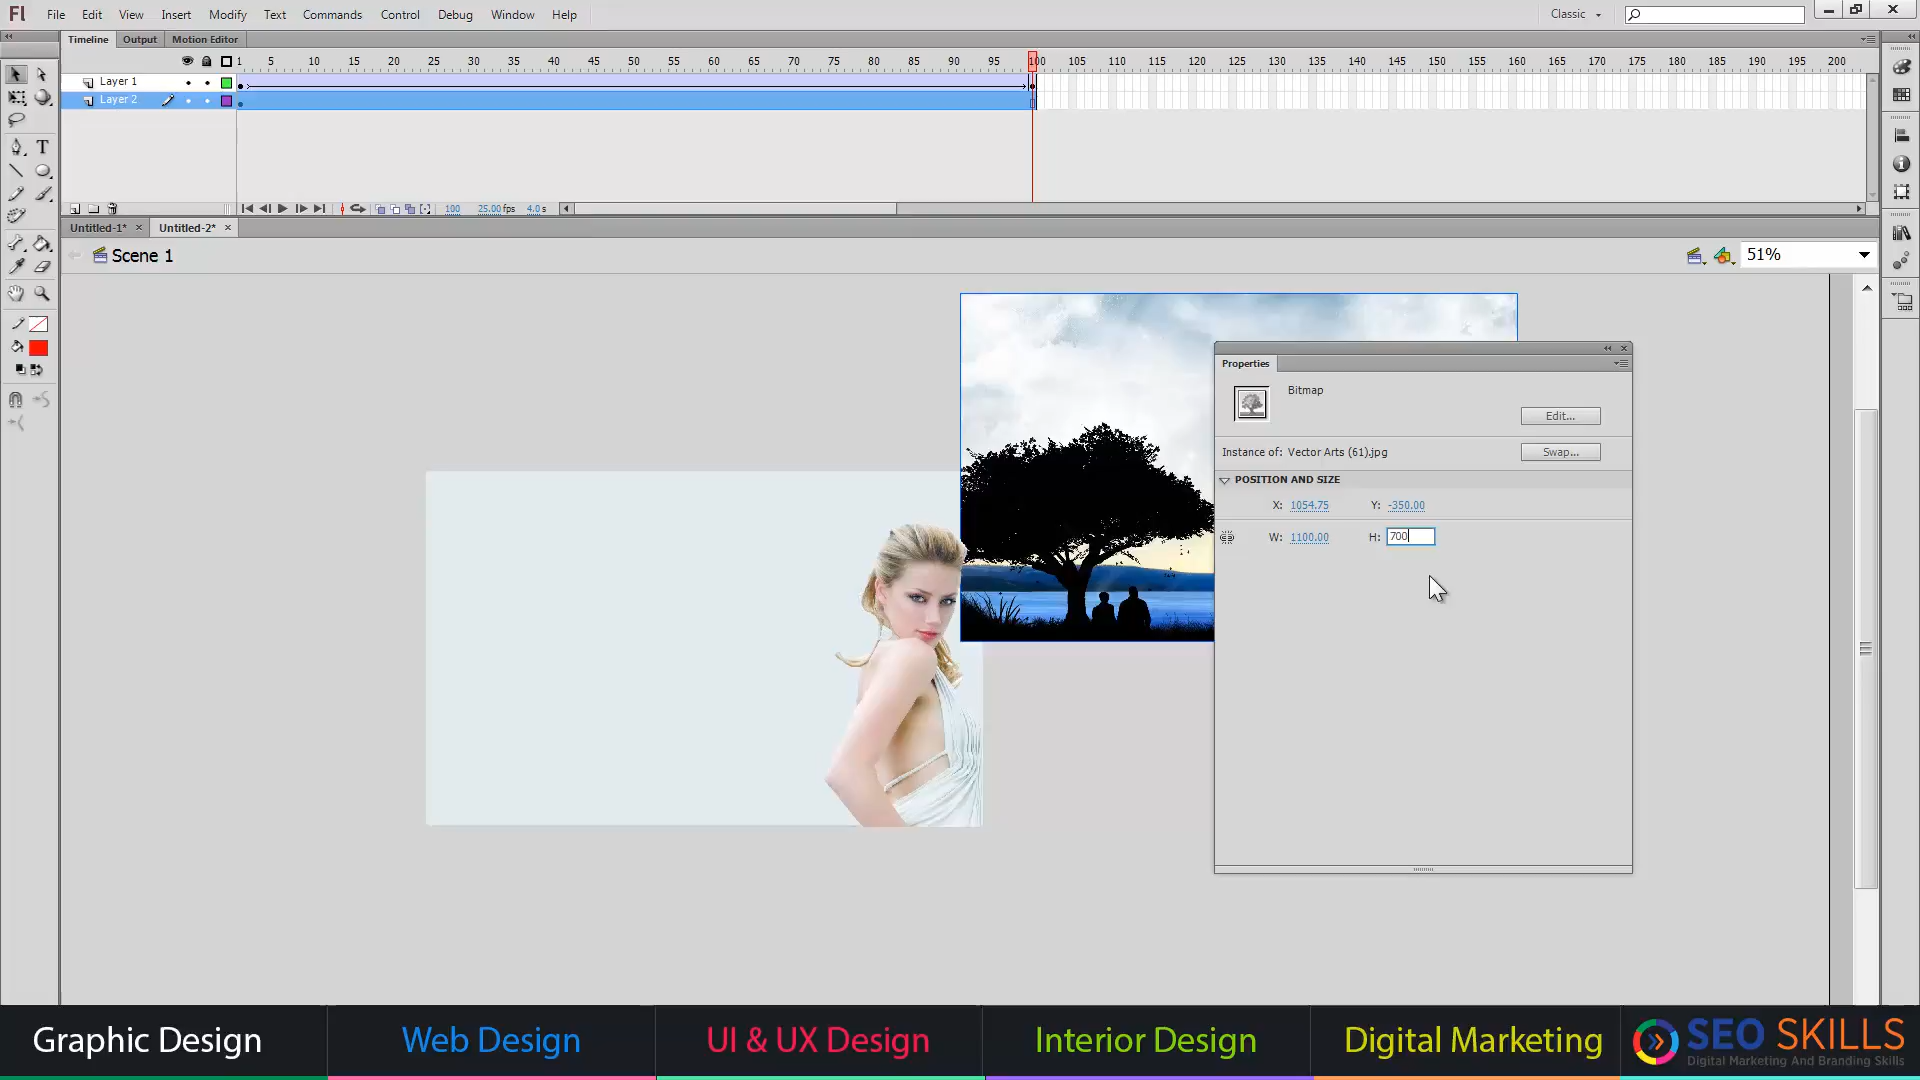 Fl File Edit View Insert Modify Text Commands Control Debug Window Help Classic
Timeline Output Motion Editor
1 5 10 15 20 25 30 35 40 45 50 55 60 65 70 75 80 85 90 95 100 105 110 115 120 125 130 135 140 145 150 155 160 165 170 175 180 185 190 195 200
Layer 1
Layer 2
100 25.00 fps 4.0 s
Untitled-1* Untitled-2*
Scene 1 51%
Properties
Bitmap
Edit...
Instance of: Vector Arts (61).jpg Swap...
POSITION AND SIZE
X: 1054.75 Y: -350.00
W: 1100.00 H: 700
Graphic Design Web Design UI & UX Design Interior Design Digital Marketing SEO SKILLS
Digital Marketing And Branding Skills